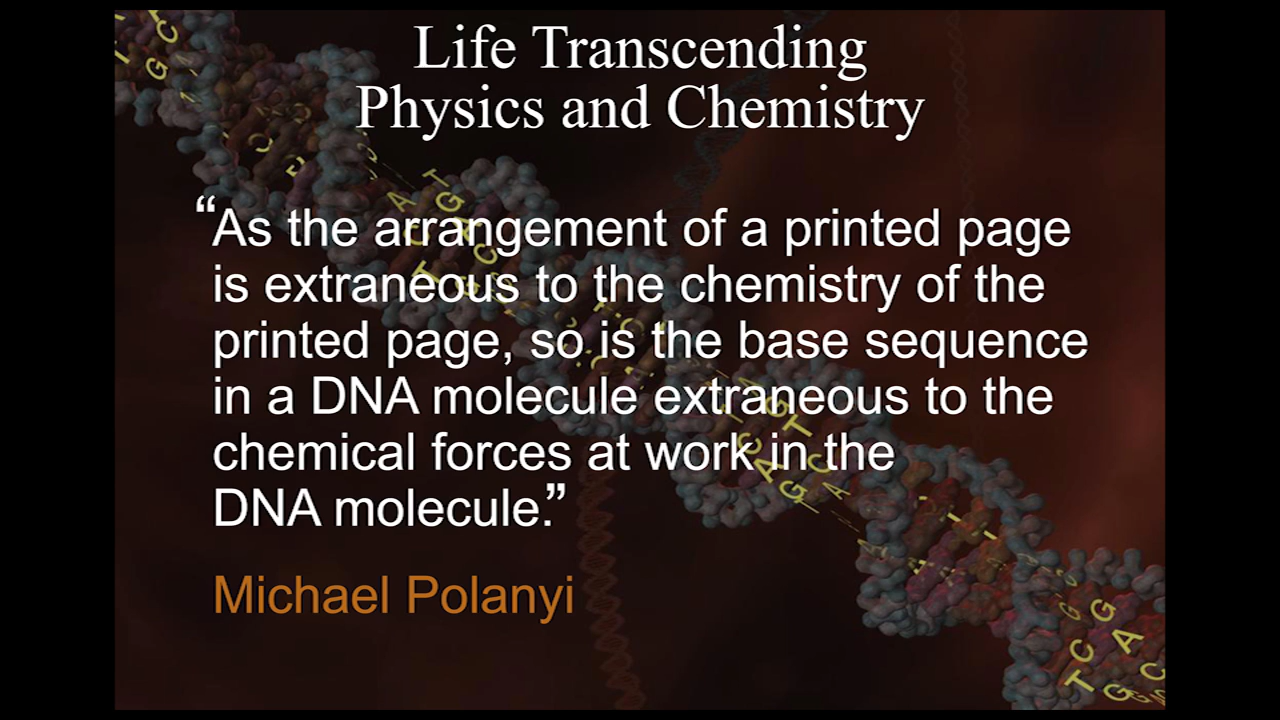 Life Transcending
Physics and Chemistry
“As the arrangement of a printed page
is extraneous to the chemistry of the
printed page, so is the base sequence
in a DNA molecule extraneous to the
chemical forces at work in the
DNA molecule.”
Michael Polanyi